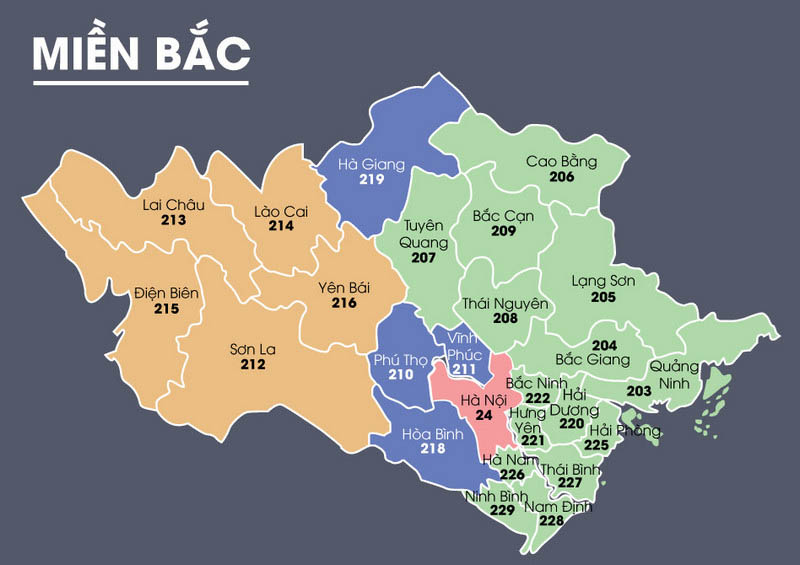 MIỀN BẮC
Hà Giang
219
Cao Bằng
206
Lai Châu
213
Lào Cai
214
Tuyên
Quang
207
Bắc Cạn
209
Lạng Sơn
205
Điện Biên
215
Yên Bái
216
Thái Nguyên
208
Sơn La
212
Phú Thọ
210
Vĩnh
Phúc
211
204
Bắc Giang
Quảng
Ninh
203
Hà Nội
24
Bắc Ninh
222
Hải
Dương
220
Hưng
Yên
221
Hải Phòng
225
Hòa Bình
218
Hà Nam
226
Thái Bình
227
Ninh Bình
229
Nam Định
228